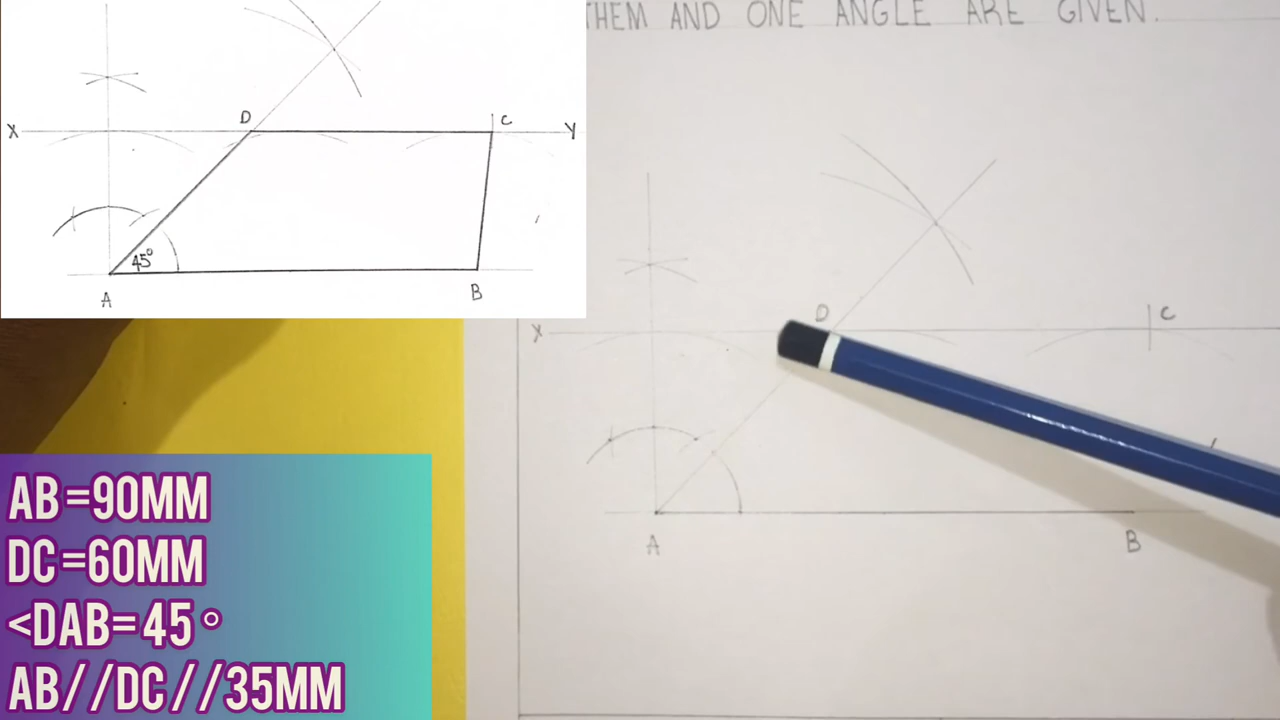 THEM AND ONE ANGLE ARE GIVEN.
X
D
C
Y
45°
A
B
X
D
C
A
B
AB=90MM
DC=60MM
<DAB=45°
AB//DC//35MM